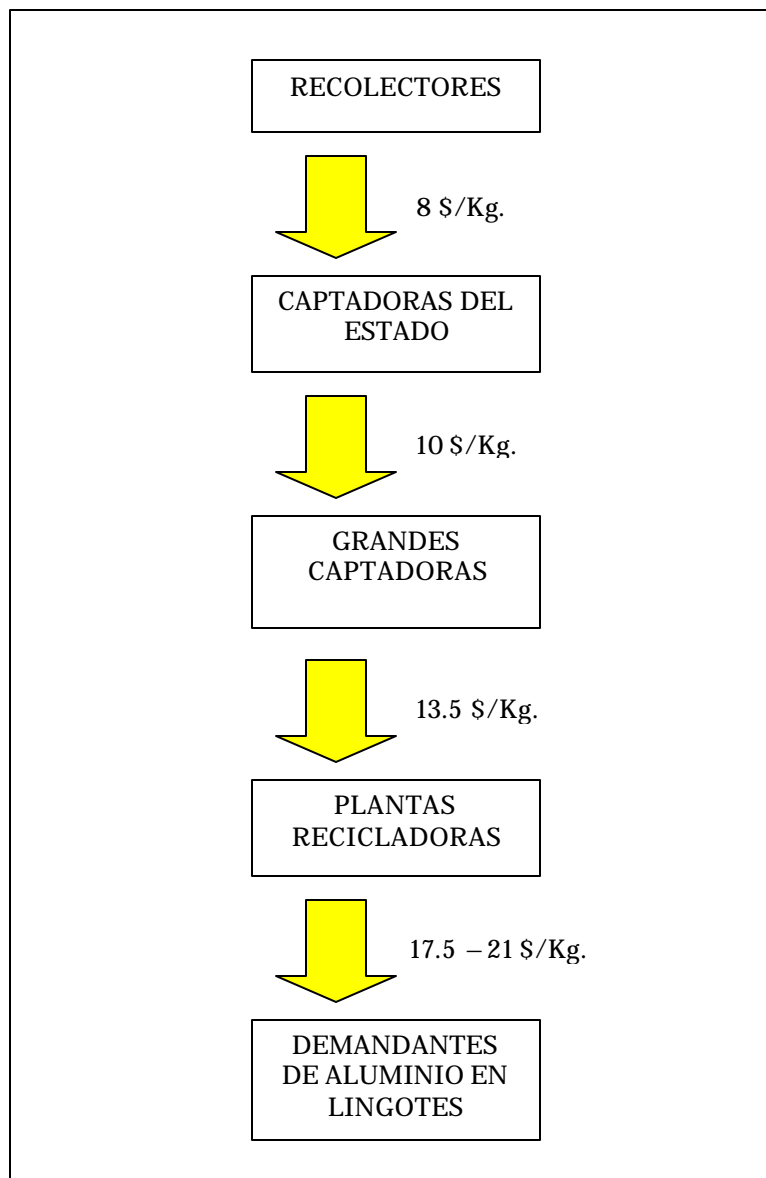 RECOLECTORES
8 $/Kg.
CAPTADORAS DEL
ESTADO
10 $/Kg.
GRANDES
CAPTADORAS
13.5 $/Kg.
PLANTAS
RECICLADORAS
17.5 – 21 $/Kg.
DEMANDANTES
DE ALUMINIO EN
LINGOTES